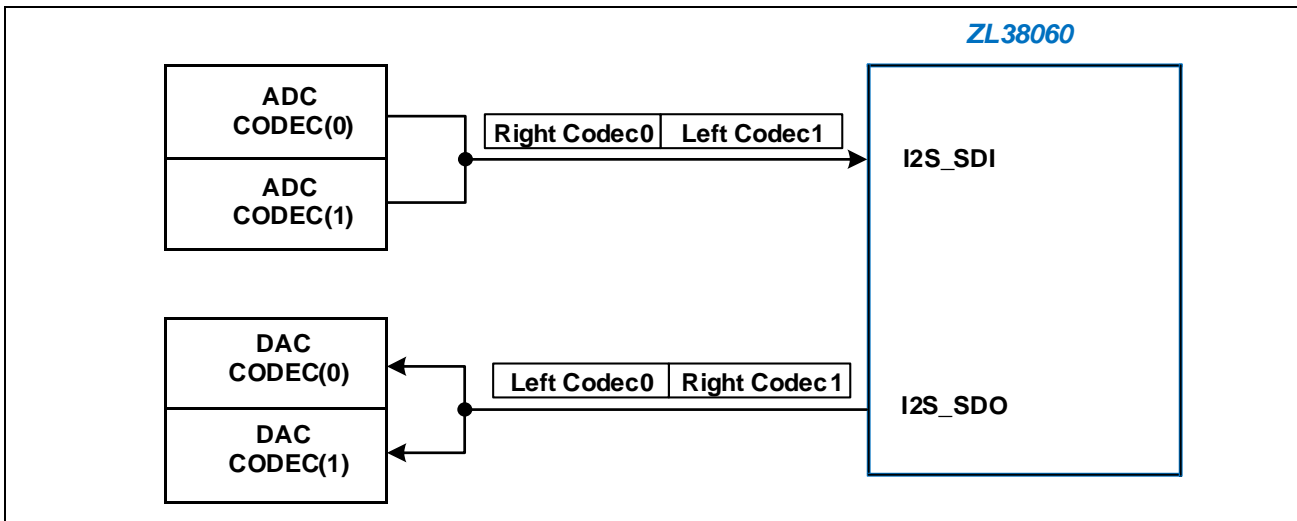 ZL38060
ADC
CODEC(0)
Right Codec0 Left Codec1
I2S_SDI
ADC
CODEC(1)
DAC
CODEC(0)
Left Codec0 Right Codec1
I2S_SDO
DAC
CODEC(1)